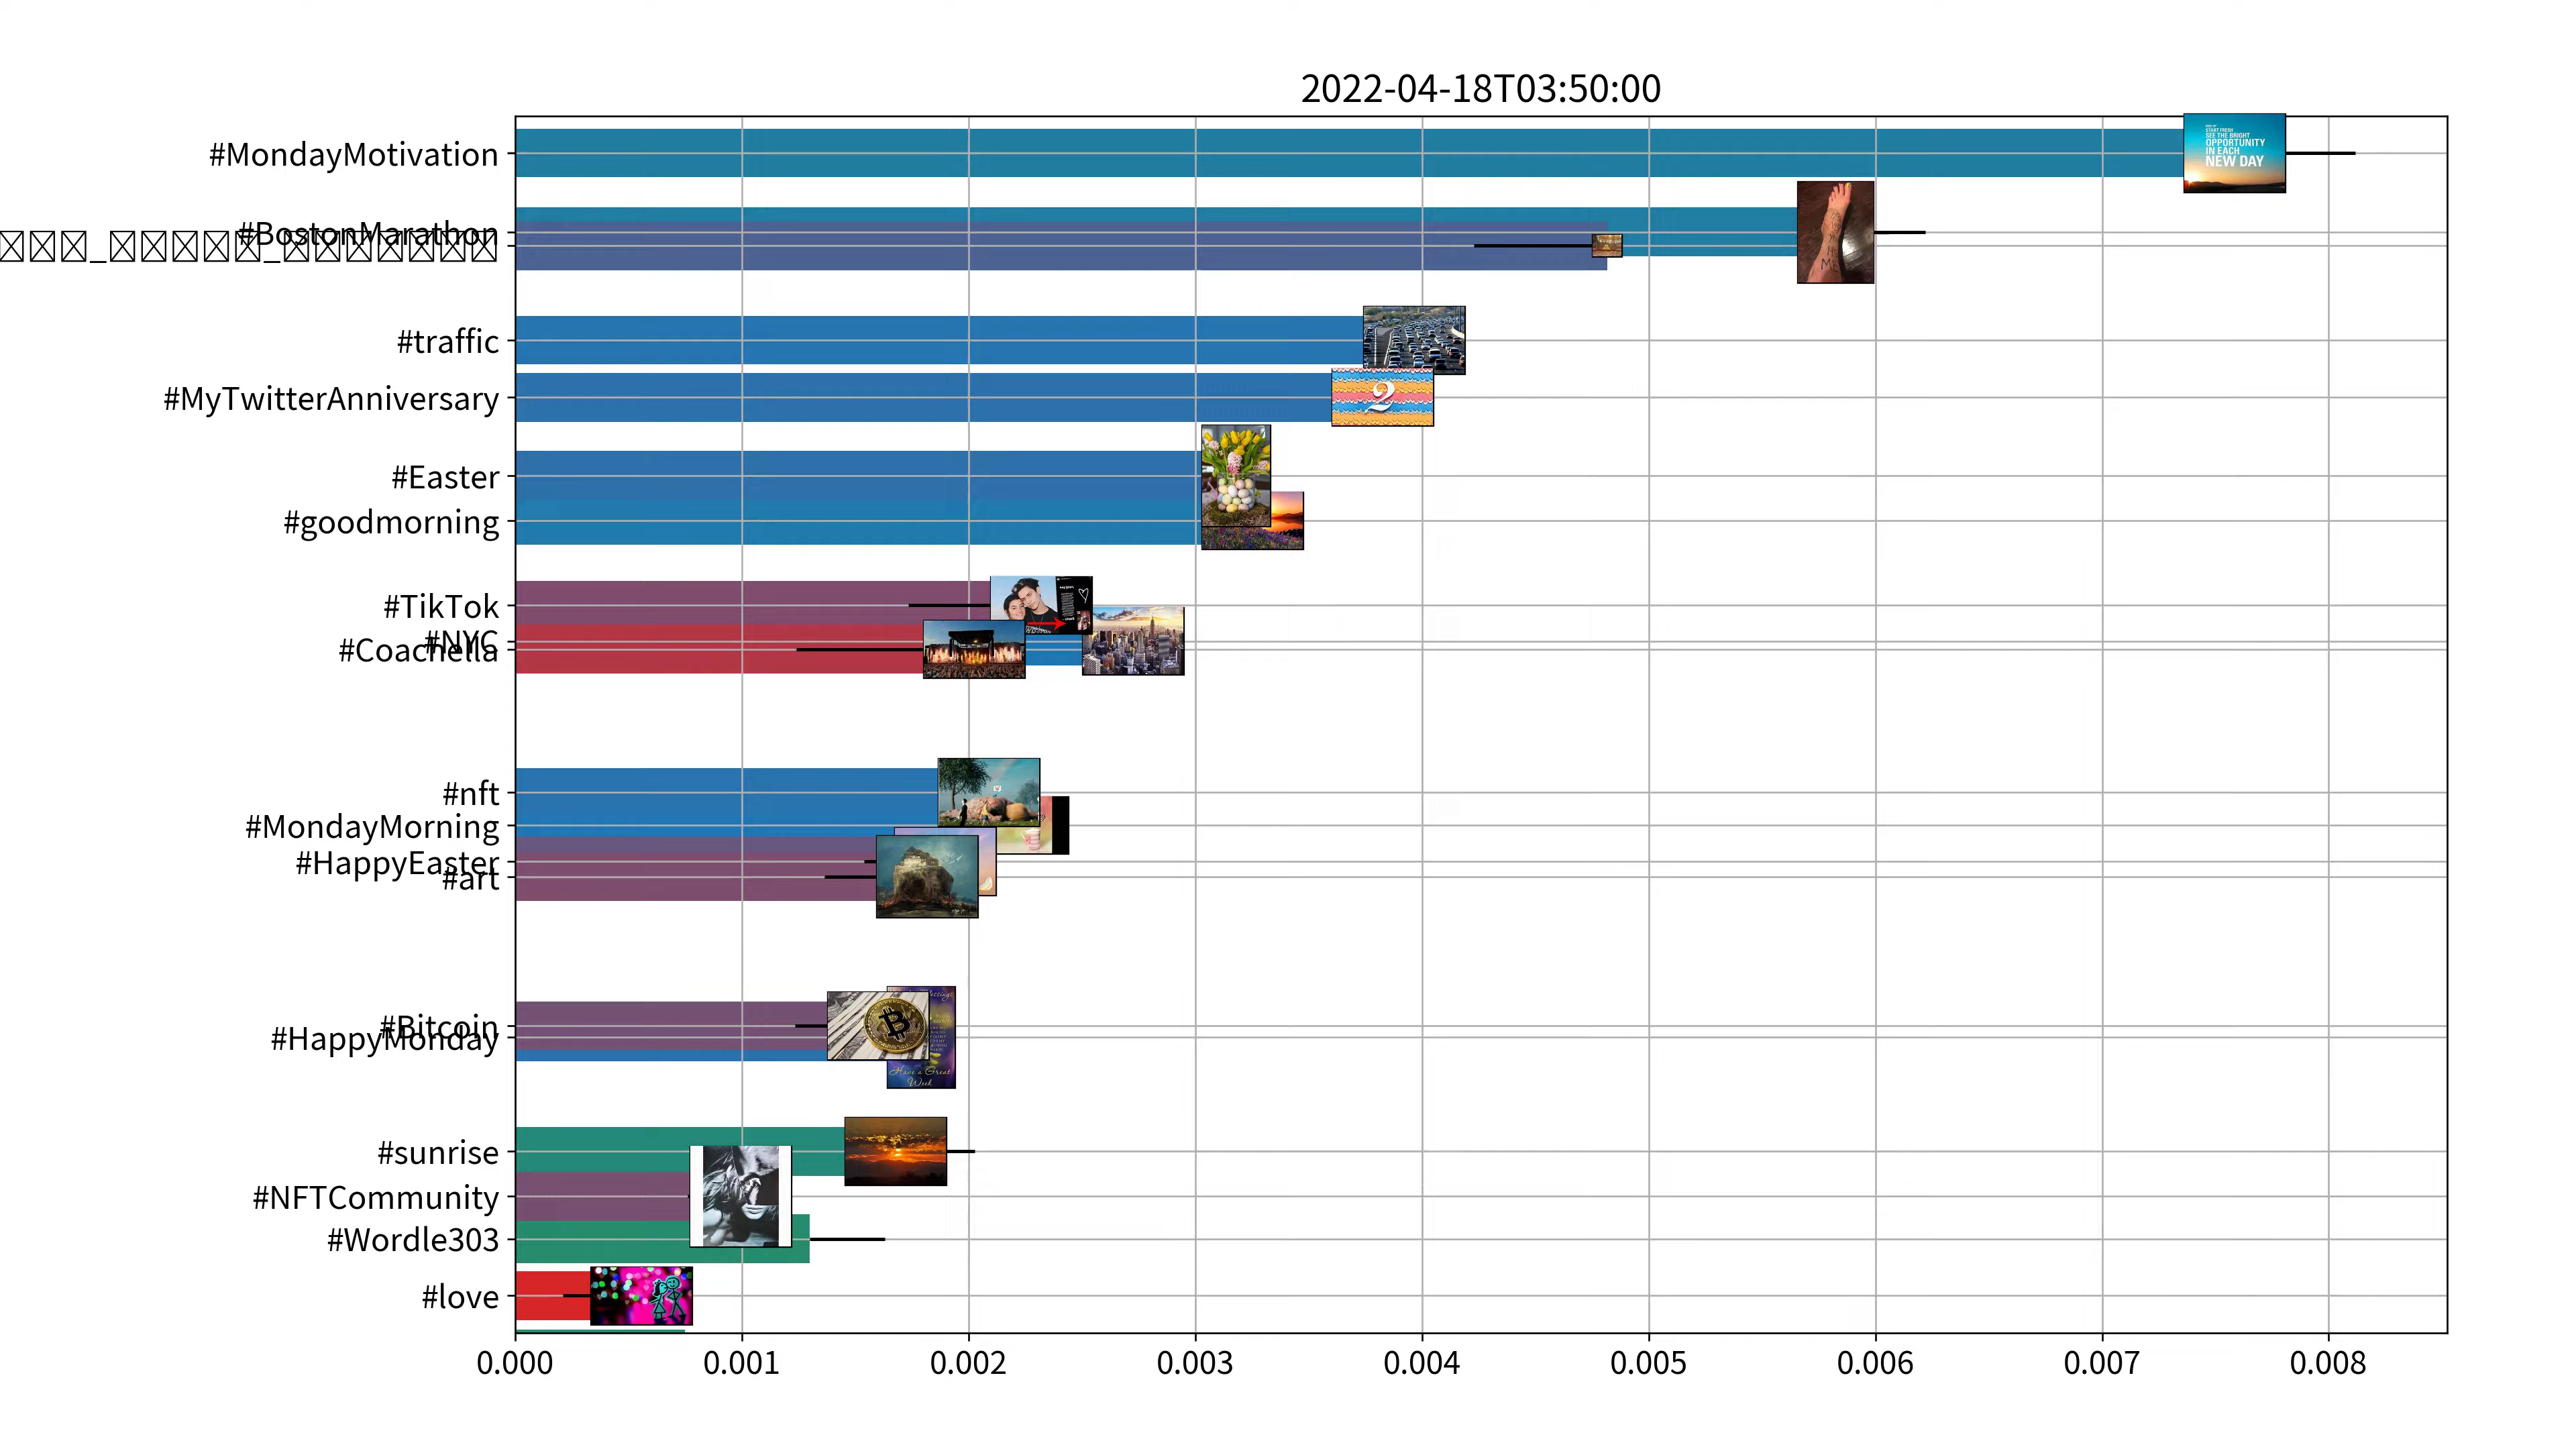 2022-04-18T03:50:00
#MondayMotivation
START FRESH
SEE THE BRIGHT
OPPORTUNITY
IN EACH
NEW DAY
#BostonMarathon
#traffic
#MyTwitterAnniversary
2
#Easter
#goodmorning
#TikTok
#NYC
#Coachella
#nft
#MondayMorning
#HappyEaster
#art
#Bitcoin
#HappyMonday
Have a Great
Week
#sunrise
#NFTCommunity
#Wordle303
#love
0.000 0.001 0.002 0.003 0.004 0.005 0.006 0.007 0.008